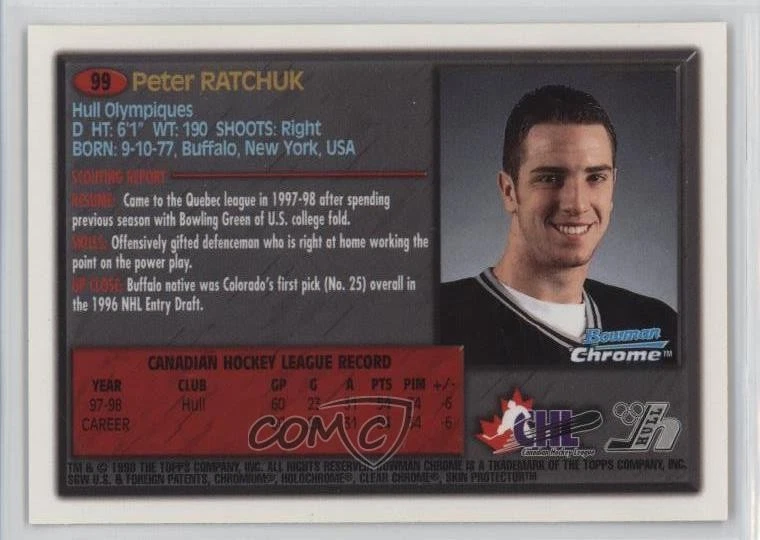 99 Peter RATCHUK
Hull Olympiques
D HT: 6'1" WT: 190 SHOOTS: Right
BORN: 9-10-77, Buffalo, New York, USA
SCOUTING REPORT
RESUME: Came to the Quebec league in 1997-98 after spending
previous season with Bowling Green of U.S. college fold.
SKILLS: Offensively gifted defenceman who is right at home working the
point on the power play.
UP CLOSE: Buffalo native was Colorado's first pick (No. 25) overall in
the 1996 NHL Entry Draft.
Bowman
Chrome™
CANADIAN HOCKEY LEAGUE RECORD
YEAR CLUB GP G A PTS PIM +/-
97-98 Hull 60 23 31 54 -6
CAREER 31 -6
COMC
CHL
Canadian Hockey League
HULL
TM & © 1998 THE TOPPS COMPANY, INC. ALL RIGHTS RESERVED. BOWMAN CHROME IS A TRADEMARK OF THE TOPPS COMPANY, INC.
SGW U.S. & FOREIGN PATENTS, CHROMIUM®, HOLOCHROME®, CLEAR CHROME®, SKIN PROTECTOR™